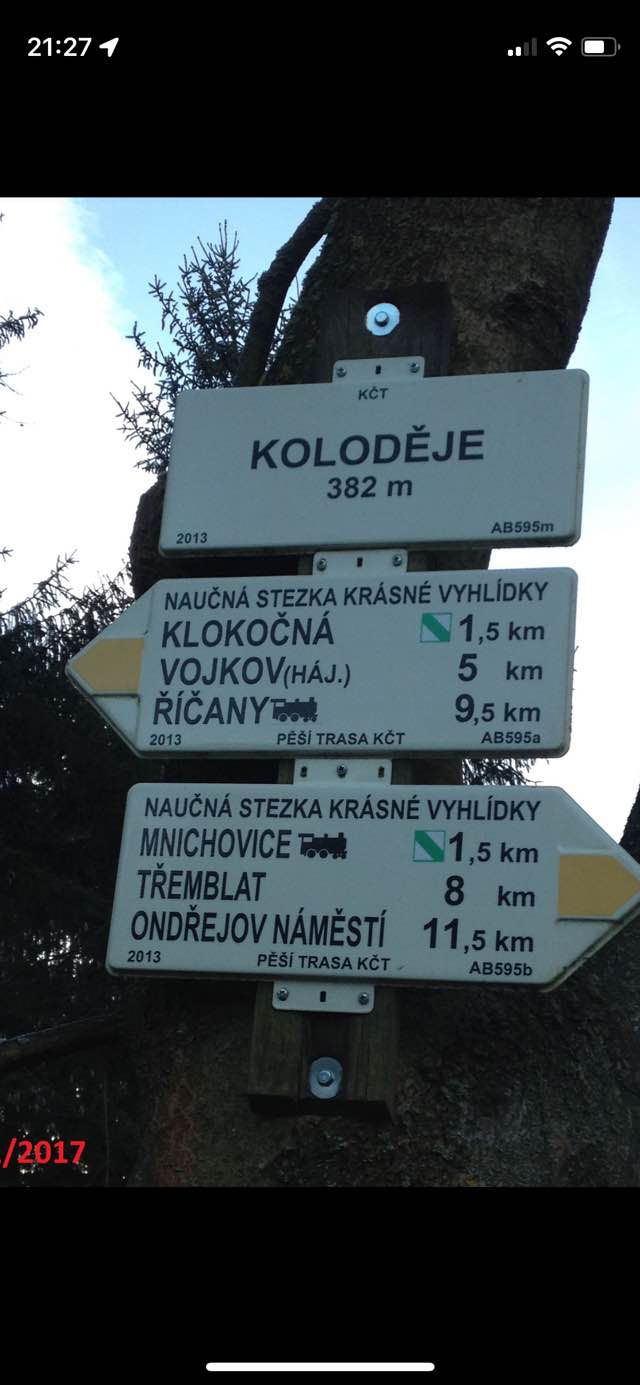 21:27
KČT
KOLODĚJE
382 m
2013 AB595m
NAUČNÁ STEZKA KRÁSNÉ VYHLÍDKY
KLOKOČNÁ 1,5 km
VOJKOV(HÁJ.) 5 km
ŘÍČANY 9,5 km
2013 PĚŠÍ TRASA KČT AB595a
NAUČNÁ STEZKA KRÁSNÉ VYHLÍDKY
MNICHOVICE 1,5 km
TŘEMBLAT 8 km
ONDŘEJOV NÁMĚSTÍ 11,5 km
2013 PĚŠÍ TRASA KČT AB595b
/2017